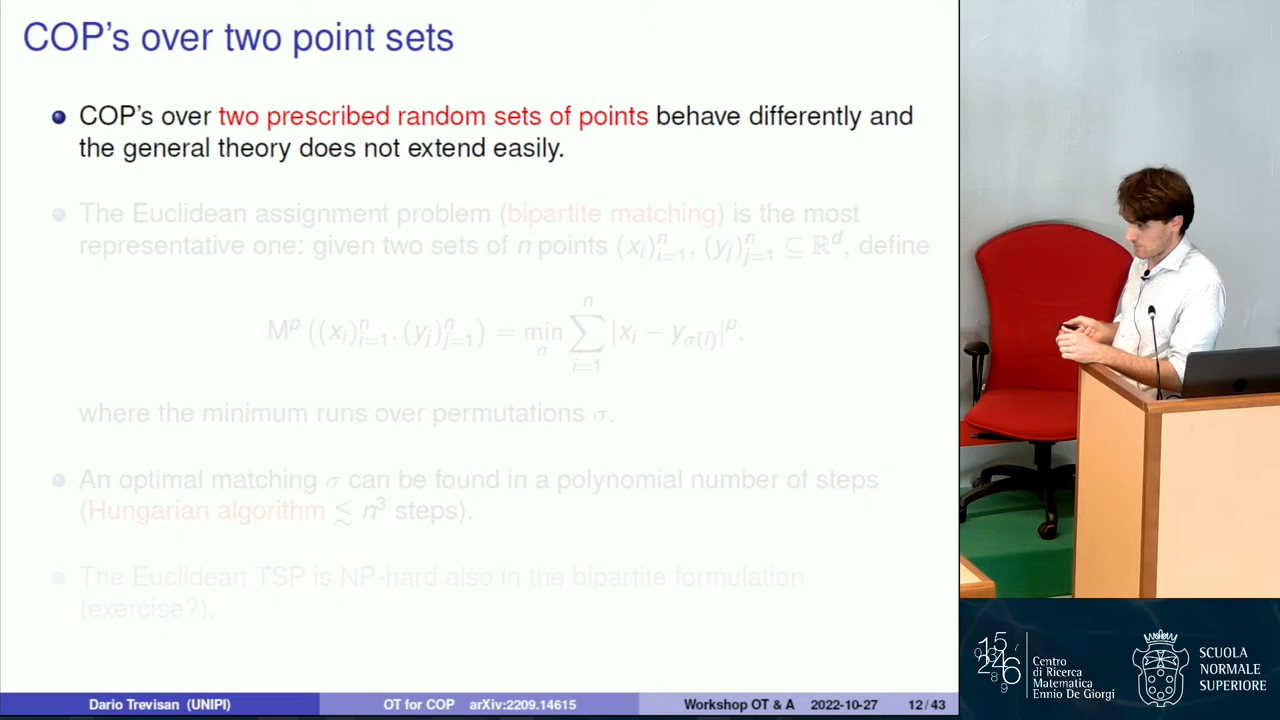 COP's over two point sets
COP's over two prescribed random sets of points behave differently and
the general theory does not extend easily.
The Euclidean assignment problem (bipartite matching) is the most
representative one: given two sets of n points (x_i)_{i=1}^n, (y_j)_{j=1}^n ⊆ ℝ^d, define
M^p ((x_i)_{i=1}^n, (y_j)_{j=1}^n) = min_σ ∑_{i=1}^n |x_i − y_{σ(i)}|^p.
where the minimum runs over permutations σ.
An optimal matching σ can be found in a polynomial number of steps
(Hungarian algorithm ≲ n^3 steps).
The Euclidean TSP is NP-hard also in the bipartite formulation
(exercise?).
Dario Trevisan (UNIPI) OT for COP arXiv:2209.14615 Workshop OT & A 2022-10-27 12/43
Centro
di Ricerca
Matematica
Ennio De Giorgi
SCUOLA
NORMALE
SUPERIORE